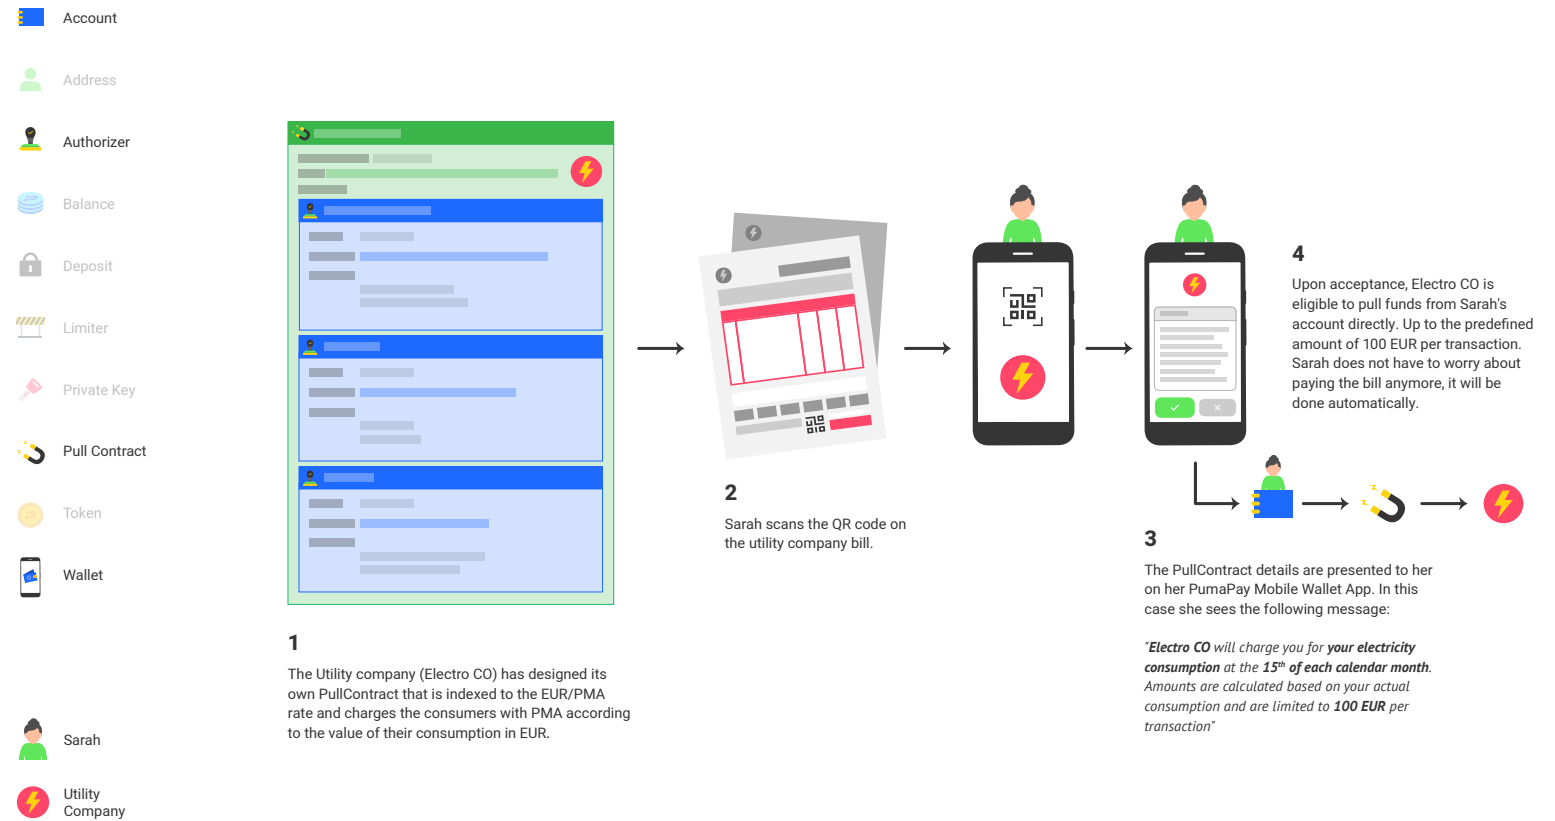 Account
Address
Authorizer
Balance
Deposit
Limiter
Private Key
Pull Contract
Token
Wallet
Sarah
Utility
Company
1
The Utility company (Electro CO) has designed its
own PullContract that is indexed to the EUR/PMA
rate and charges the consumers with PMA according
to the value of their consumption in EUR.
2
Sarah scans the QR code on
the utility company bill.
3
The PullContract details are presented to her
on her PumaPay Mobile Wallet App. In this
case she sees the following message:
"Electro CO will charge you for your electricity
consumption at the 15th of each calendar month.
Amounts are calculated based on your actual
consumption and are limited to 100 EUR per
transaction"
4
Upon acceptance, Electro CO is
eligible to pull funds from Sarah's
account directly. Up to the predefined
amount of 100 EUR per transaction.
Sarah does not have to worry about
paying the bill anymore, it will be
done automatically.